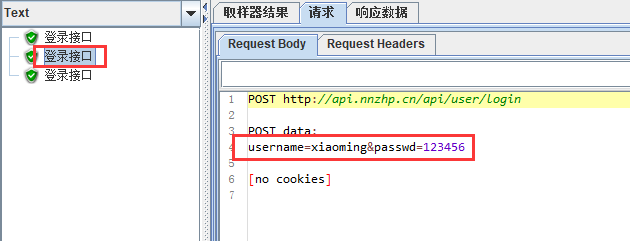 Text
登录接口
登录接口
登录接口
取样器结果 请求 响应数据
Request Body Request Headers
1 POST http://api.nnzhp.cn/api/user/login
2
3 POST data:
4 username=xiaoming&passwd=123456
5
6 [no cookies]
7